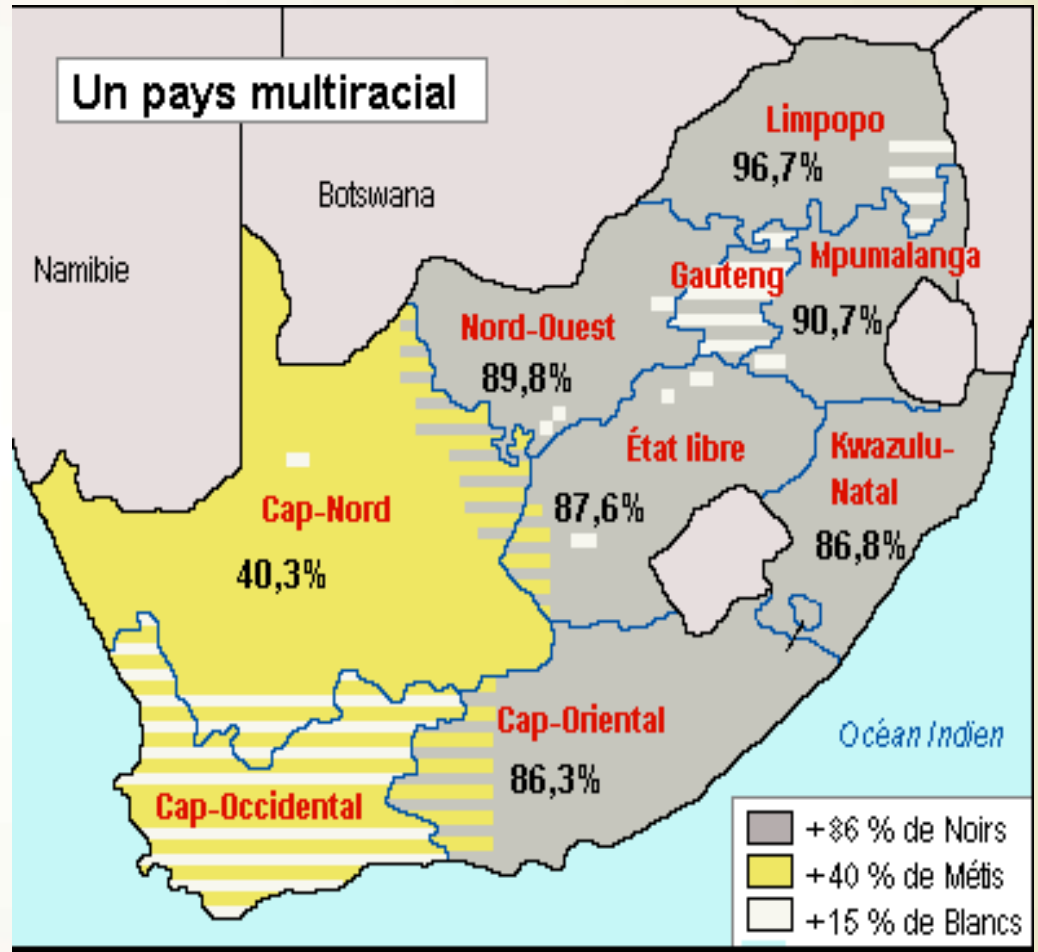 Un pays multiracial
Limpopo
96,7%
Botswana
Namibie
Mpumalanga
Gauteng
90,7%
Nord-Ouest
89,8%
État libre
Kwazulu-
Natal
87,6%
86,8%
Cap-Nord
40,3%
Cap-Oriental
86,3%
Océan Indien
Cap-Occidental
+86 % de Noirs
+40 % de Métis
+15 % de Blancs